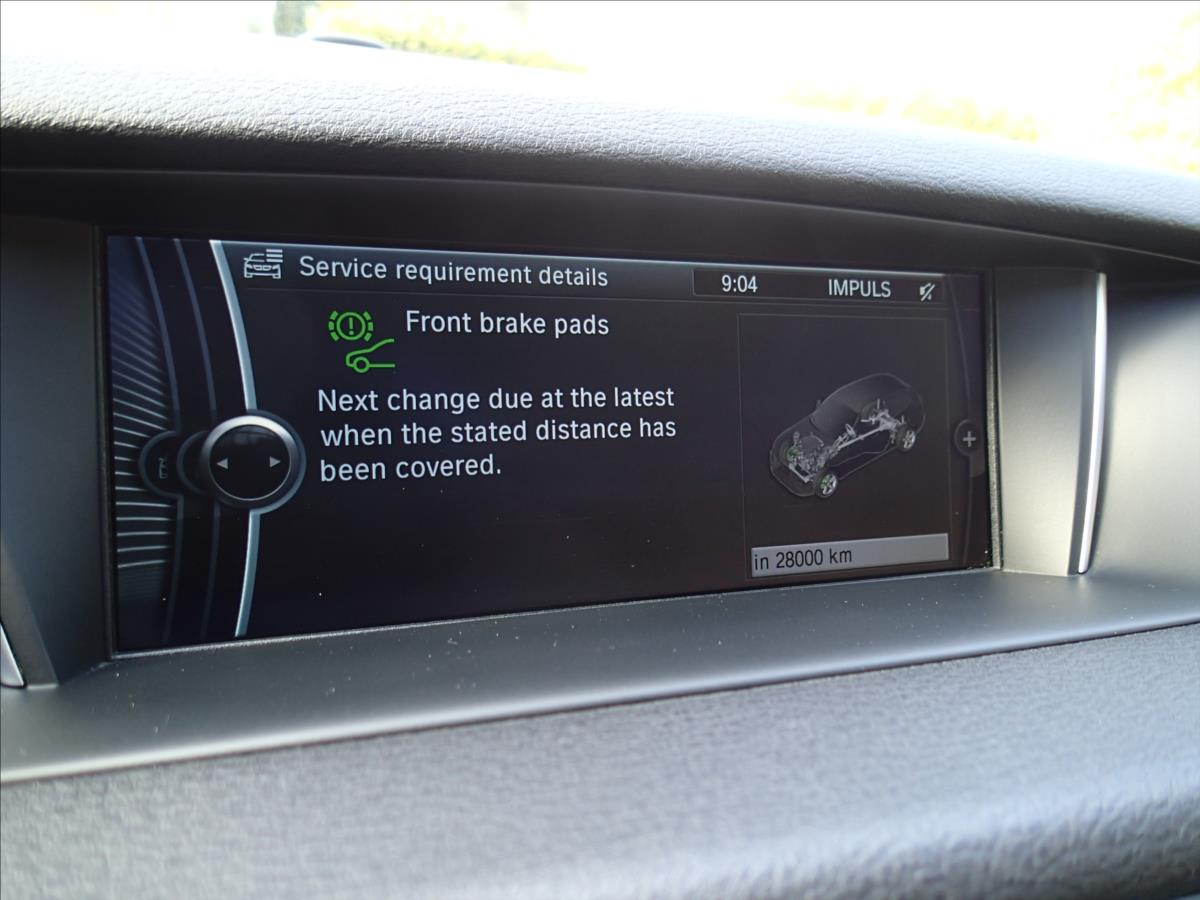 Service requirement details
9:04
IMPULS
Front brake pads
Next change due at the latest
when the stated distance has
been covered.
+
in 28000 km